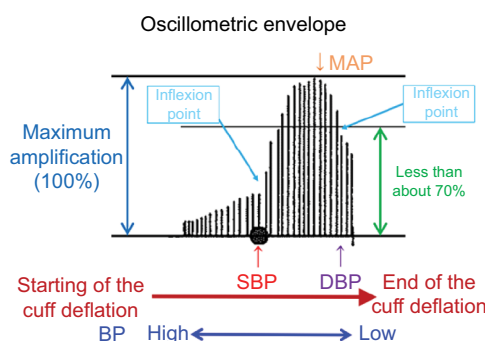 Oscillometric envelope
↓ MAP
Inflexion
point
Inflexion
point
Maximum
amplification
(100%)
Less than
about 70%
↑ ↑
SBP DBP
Starting of the
cuff deflation
End of the
cuff deflation
BP High Low